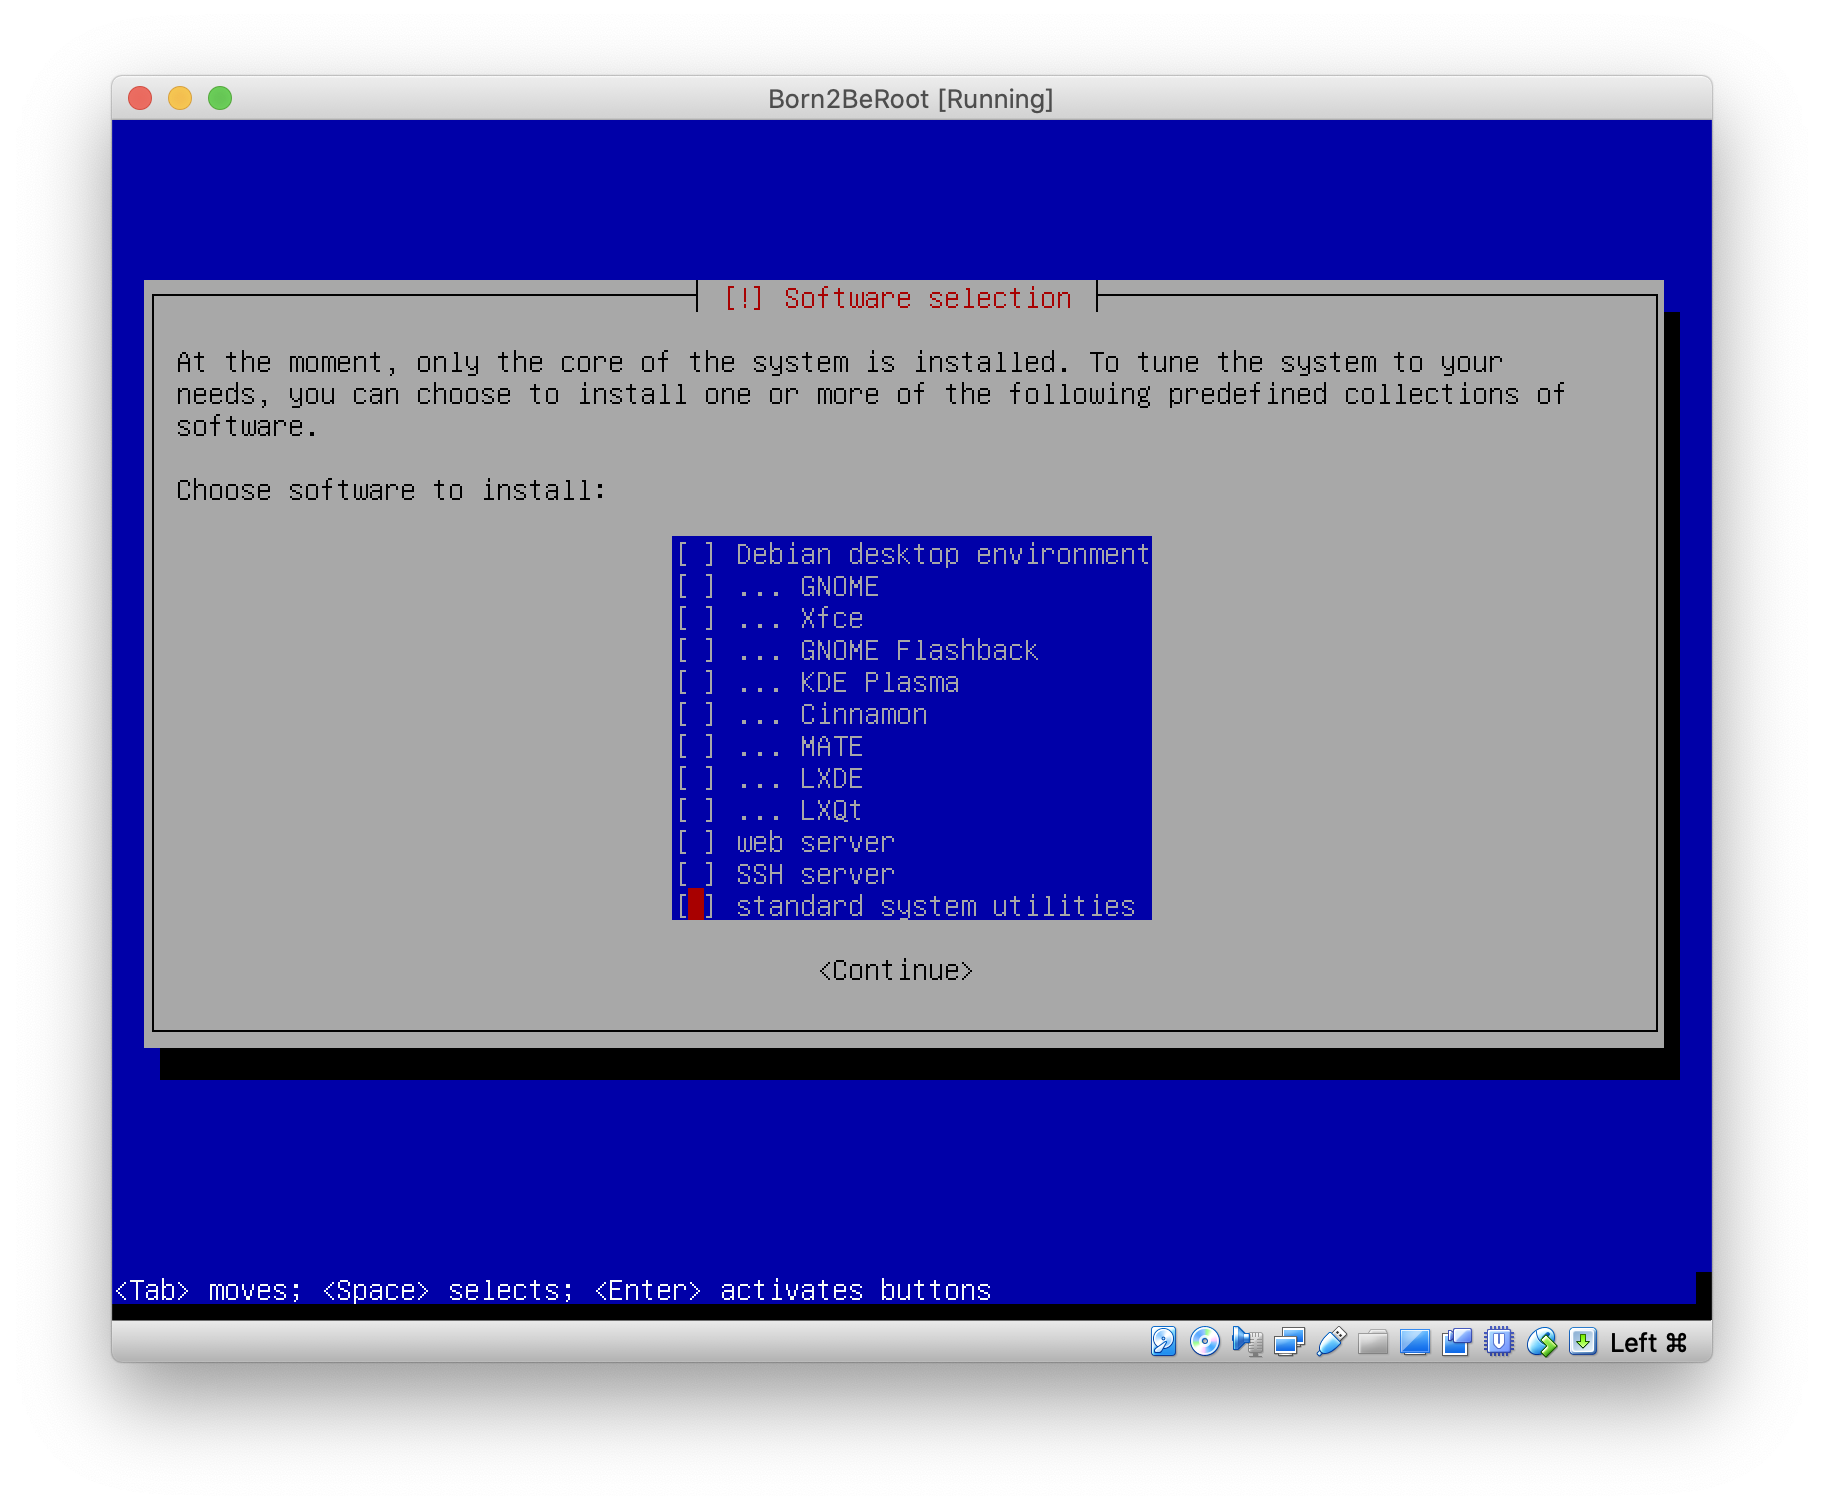 Born2BeRoot [Running]
[!] Software selection
At the moment, only the core of the system is installed. To tune the system to your
needs, you can choose to install one or more of the following predefined collections of
software.
Choose software to install:
[ ] Debian desktop environment
[ ] ... GNOME
[ ] ... Xfce
[ ] ... GNOME Flashback
[ ] ... KDE Plasma
[ ] ... Cinnamon
[ ] ... MATE
[ ] ... LXDE
[ ] ... LXQt
[ ] web server
[ ] SSH server
[ ] standard system utilities
<Continue>
<Tab> moves; <Space> selects; <Enter> activates buttons
Left ⌘